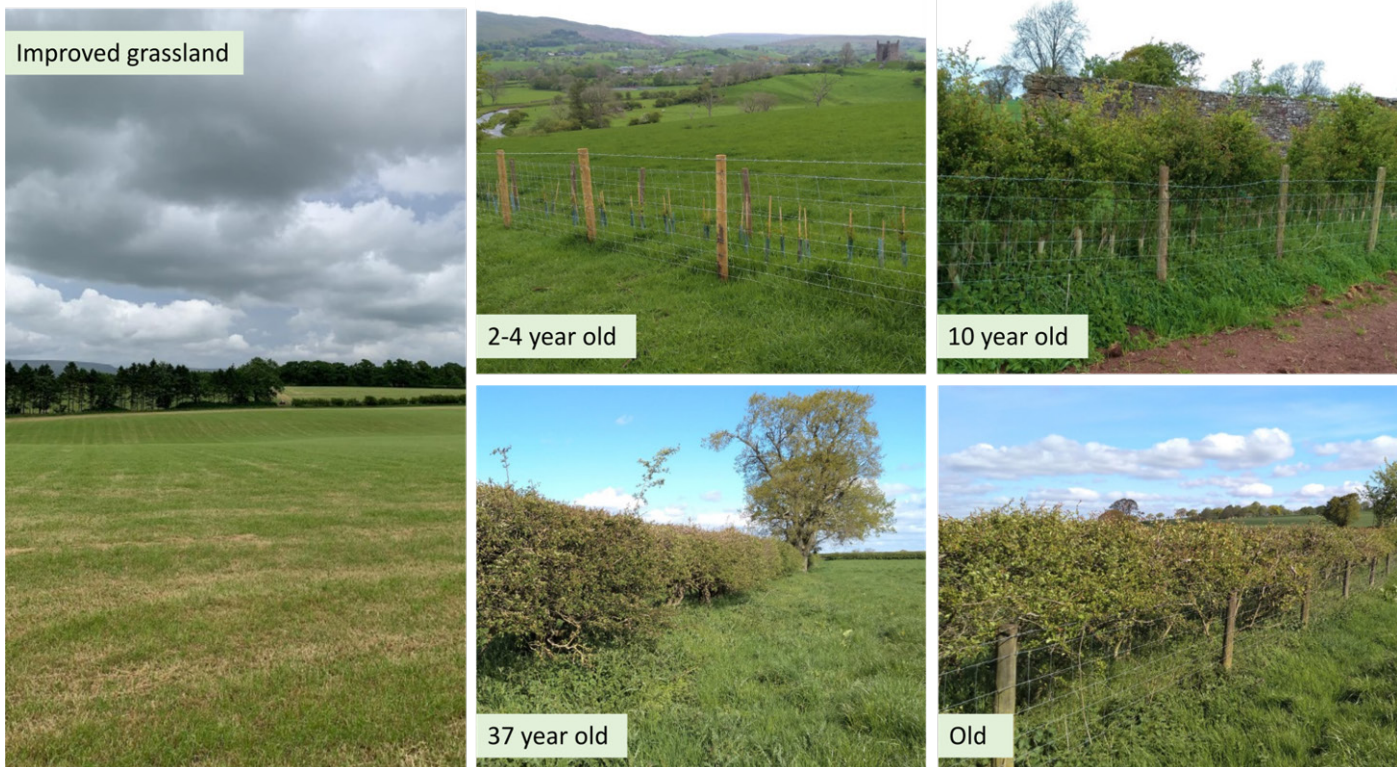 Improved grassland
2-4 year old
10 year old
37 year old
Old